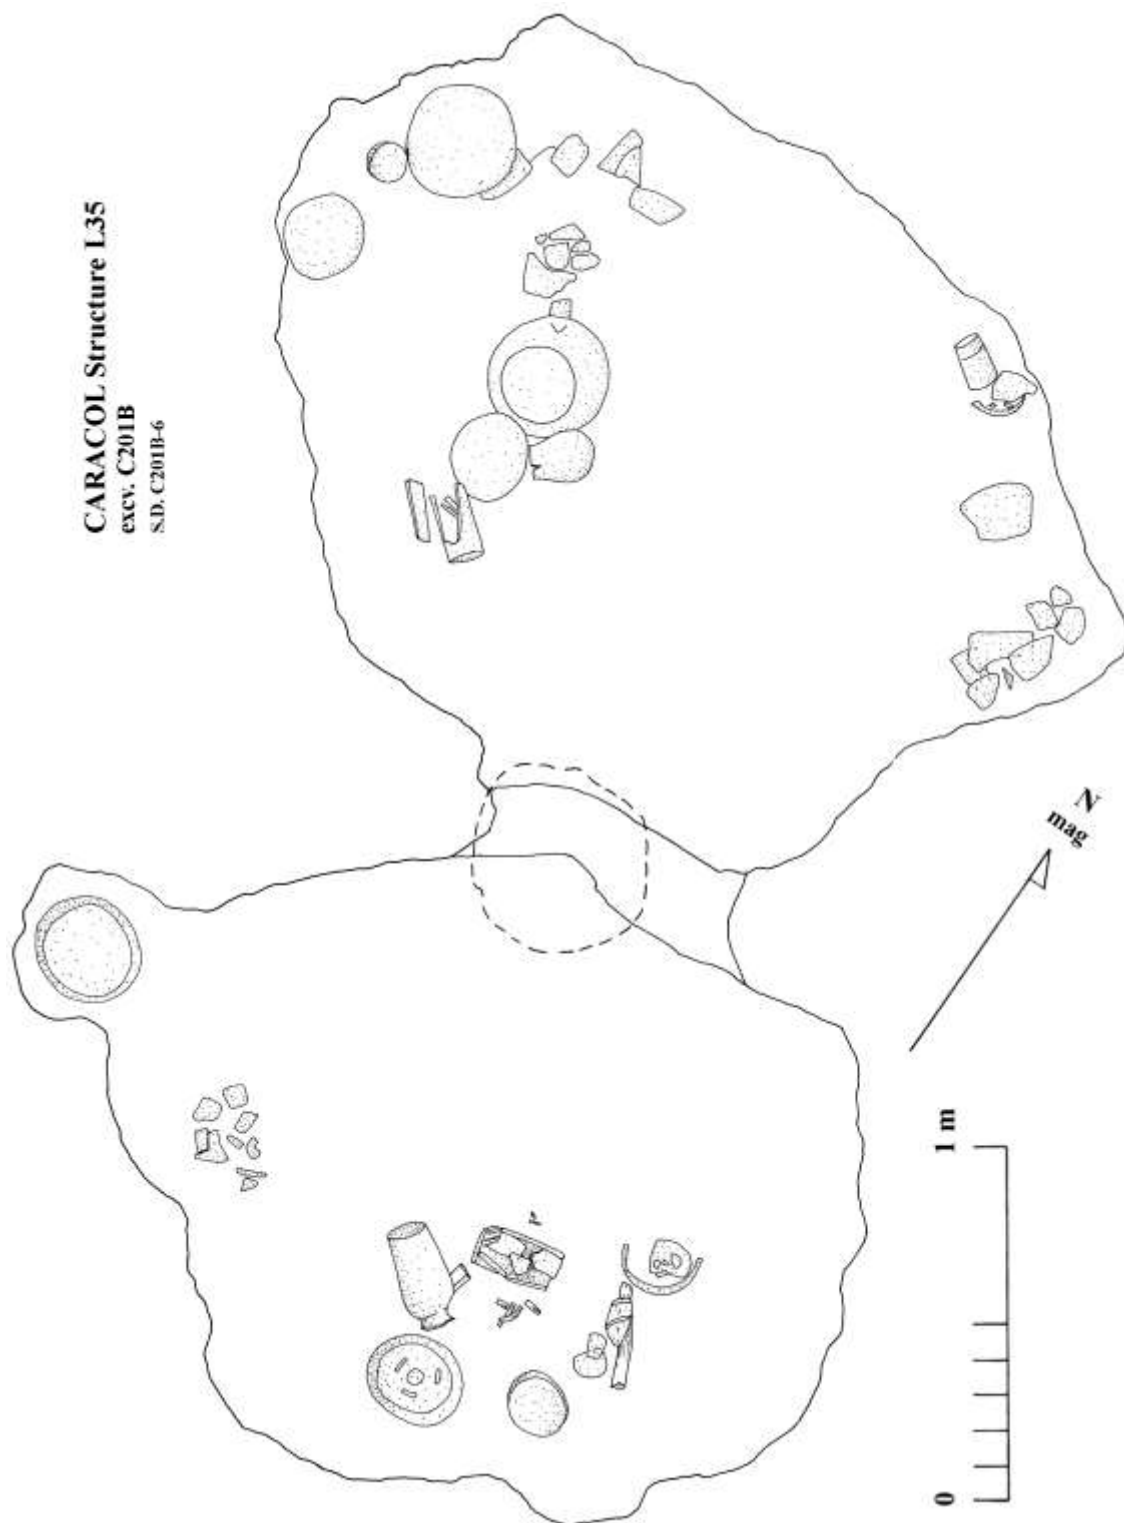 CARACOL Structure L35
excv. C201B
S.D. C201B-6
N
mag
1 m
0